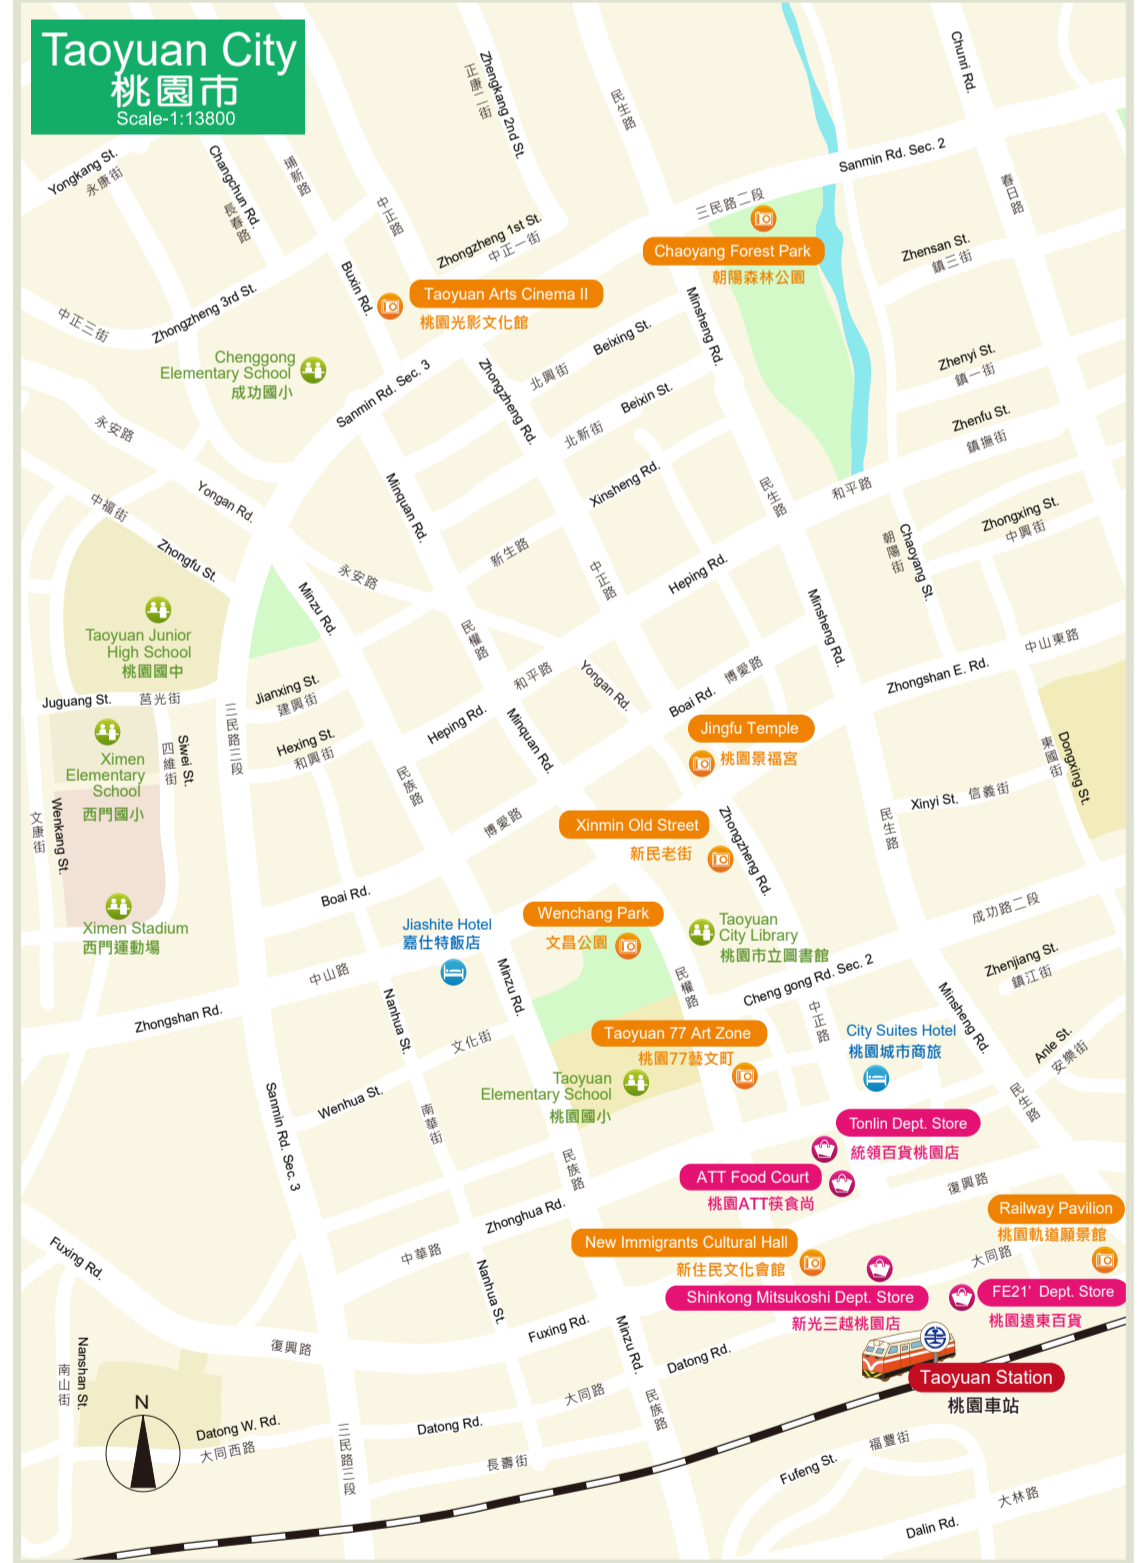 Taoyuan City
桃園市
Scale-1:13800
Yongkang St.
永康街
Changchun Rd.
長春路
埔新路
Buxin Rd.
中正路
正康二街
Zhengkang 2nd St.
民生路
Chunri Rd.
春日路
Sanmin Rd. Sec. 2
三民路二段
Zhongzheng 1st St.
中正一街
Chaoyang Forest Park
朝陽森林公園
Zhensan St.
鎮三街
Taoyuan Arts Cinema II
桃園光影文化館
中正三街
Zhongzheng 3rd St.
Minsheng Rd.
Chenggong
Elementary School
成功國小
Sanmin Rd. Sec. 3
Zhongzheng Rd.
Beixing St.
北興街
Beixin St.
北新街
Zhenyi St.
鎮一街
Zhenfu St.
鎮撫街
永安路
Yongan Rd.
中福街
Zhongfu St.
Minquan Rd.
Xinsheng Rd.
新生路
民生路
和平路
Zhongxing St.
中興街
朝陽街
Chaoyang St.
Minzu Rd.
永安路
中正路
Heping Rd.
Minsheng Rd.
Taoyuan Junior
High School
桃園國中
民權路
和平路
Yongan Rd.
Boai Rd.
博愛路
Zhongshan E. Rd.
中山東路
Juguang St.
莒光街
Jianxing St.
建興街
Hexing St.
和興街
三民路三段
Heping Rd.
Minquan Rd.
Jingfu Temple
桃園景福宮
Ximen
Elementary
School
西門國小
四維街
Siwei St.
文康街
Wenkang St.
民族路
博愛路
Xinmin Old Street
新民老街
Zhongzheng Rd.
民生路
Xinyi St.
信義街
東國街
Dongxing St.
Boai Rd.
Ximen Stadium
西門運動場
Jiashite Hotel
嘉仕特飯店
Wenchang Park
文昌公園
Taoyuan
City Library
桃園市立圖書館
成功路二段
Zhenjiang St.
鎮江街
中山路
Zhongshan Rd.
Nanhua St.
Minzu Rd.
民權路
Cheng gong Rd. Sec. 2
中正路
Minsheng Rd.
文化街
Wenhua St.
Taoyuan 77 Art Zone
桃園77藝文町
City Suites Hotel
桃園城市商旅
Anle St.
安樂街
Taoyuan
Elementary School
桃園國小
Sanmin Rd. Sec. 3
南華街
民族路
民生路
Tonlin Dept. Store
統領百貨桃園店
ATT Food Court
桃園ATT筷食尚
復興路
Zhonghua Rd.
中華路
Railway Pavilion
桃園軌道願景館
New Immigrants Cultural Hall
新住民文化會館
大同路
Fuxing Rd.
Nanhua St.
Shinkong Mitsukoshi Dept. Store
新光三越桃園店
FE21' Dept. Store
桃園遠東百貨
Fuxing Rd.
復興路
Minzu Rd.
Datong Rd.
Taoyuan Station
桃園車站
Nanshan St.
南山街
N
大同路
民族路
Datong W. Rd.
大同西路
Datong Rd.
三民路三段
長壽街
福豐街
Fufeng St.
大林路
Dalin Rd.